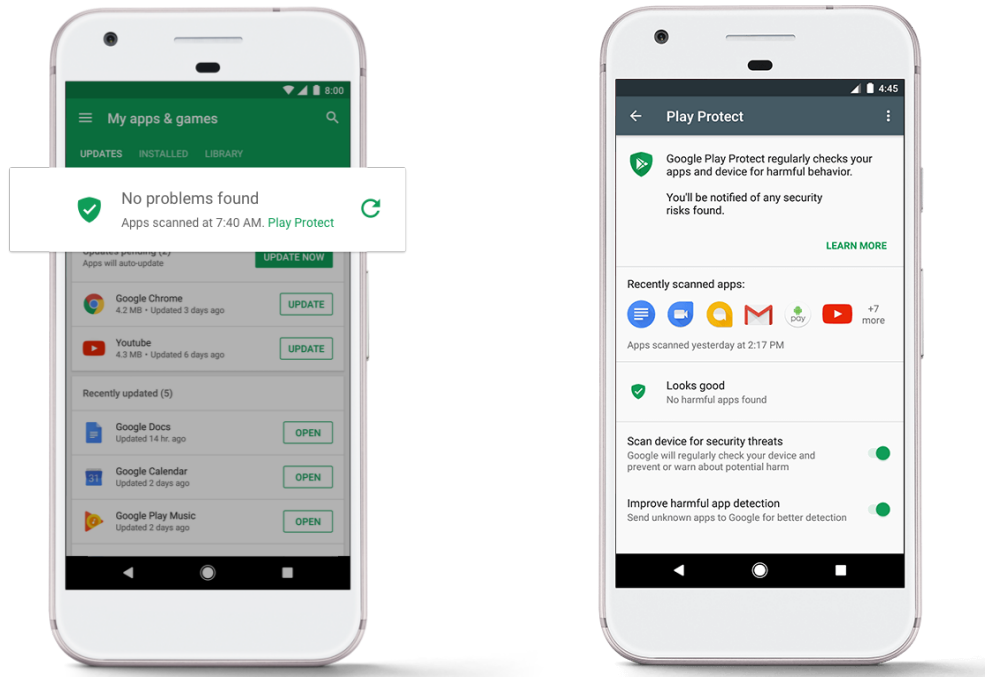 8:00
My apps & games
UPDATES INSTALLED LIBRARY
No problems found
Apps scanned at 7:40 AM. Play Protect
Updates pending (2)
Apps will auto-update
UPDATE NOW
Google Chrome
4.2 MB • Updated 3 days ago
UPDATE
Youtube
4.3 MB • Updated 6 days ago
UPDATE
Recently updated (5)
Google Docs
Updated 14 hr. ago
OPEN
Google Calendar
Updated 2 days ago
OPEN
31
Google Play Music
Updated 2 days ago
OPEN
4:45
Play Protect
Google Play Protect regularly checks your
apps and device for harmful behavior.
You'll be notified of any security
risks found.
LEARN MORE
Recently scanned apps:
pay
+7
more
Apps scanned yesterday at 2:17 PM
Looks good
No harmful apps found
Scan device for security threats
Google will regularly check your device and
prevent or warn about potential harm
Improve harmful app detection
Send unknown apps to Google for better detection